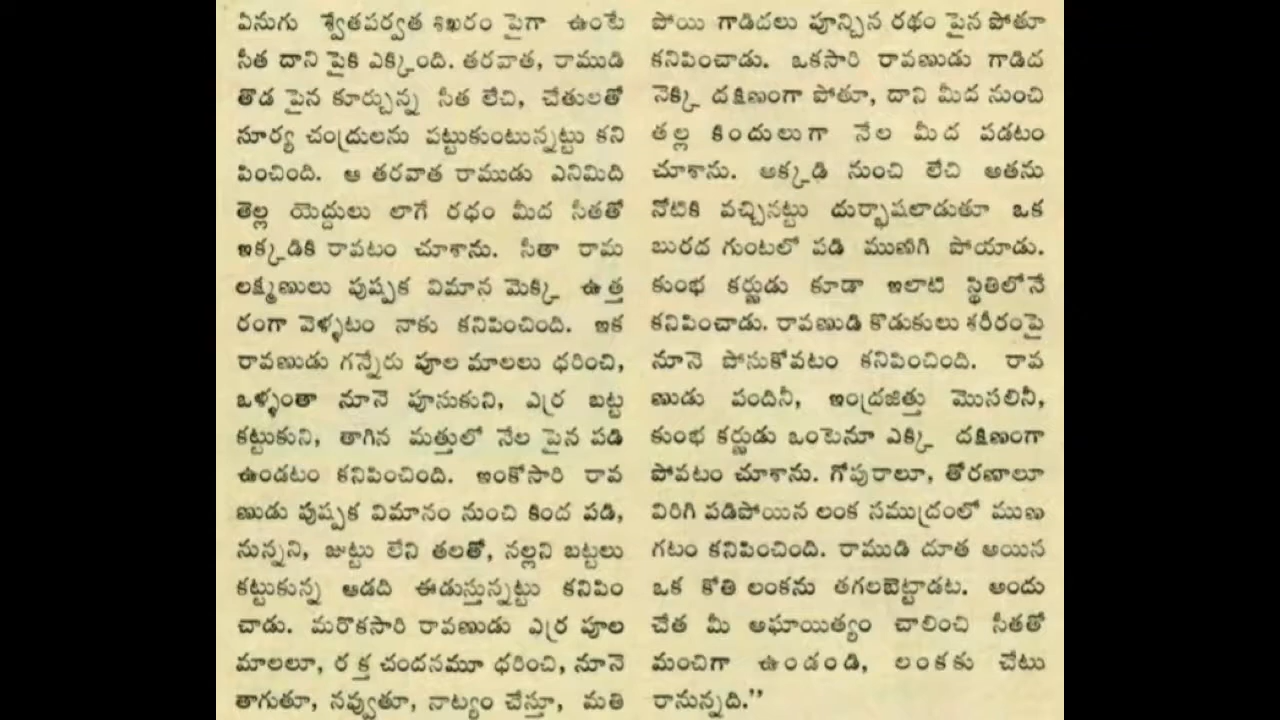 ఏనుగు శ్వేతపర్వత శిఖరం పైగా ఉంటే
సీత దాని పైకి ఎక్కింది. తరవాత, రాముడి
తొడ పైన కూర్చున్న సీత లేచి, చేతులతో
సూర్య చంద్రులను పట్టుకుంటున్నట్టు కని
పించింది. ఆ తరవాత రాముడు ఎనిమిది
తెల్ల యెద్దులు లాగే రథం మీద సీతతో
ఇక్కడికి రావటం చూశాను. సీతా రామ
లక్ష్మణులు పుష్పక విమాన మెక్కి ఉత్త
రంగా వెళ్ళటం నాకు కనిపించింది. ఇక
రావణుడు గన్నేరు పూల మాలలు ధరించి,
ఒళ్ళంతా నూనె పూసుకుని, ఎర్ర బట్ట
కట్టుకుని, తాగిన మత్తులో నేల పైన పడి
ఉండటం కనిపించింది. ఇంకోసారి రావ
ణుడు పుష్పక విమానం నుంచి కింద పడి,
నున్నని, జుట్టు లేని తలతో, నల్లని బట్టలు
కట్టుకున్న ఆడది ఈడుస్తున్నట్టు కనిపిం
చాడు. మరొకసారి రావణుడు ఎర్ర పూల
మాలలూ, రక్త చందనమూ ధరించి, నూనె
తాగుతూ, నవ్వుతూ, నాట్యం చేస్తూ, మతి
పోయి గాడిదలు పూన్చిన రథం పైన పోతూ
కనిపించాడు. ఒకసారి రావణుడు గాడిద
నెక్కి దక్షిణంగా పోతూ, దాని మీద నుంచి
తల్ల కిందులుగా నేల మీద పడటం
చూశాను. అక్కడి నుంచి లేచి అతను
నోటికి వచ్చినట్టు దుర్భాషలాడుతూ ఒక
బురద గుంటలో పడి ముణిగి పోయాడు.
కుంభ కర్ణుడు కూడా ఇలాటి స్థితిలోనే
కనిపించాడు. రావణుడి కొడుకులు శరీరంపై
నూనె పోసుకోవటం కనిపించింది. రావ
ణుడు పందినీ, ఇంద్రజిత్తు మొసలినీ,
కుంభ కర్ణుడు ఒంటెనూ ఎక్కి దక్షిణంగా
పోవటం చూశాను. గోపురాలూ, తోరణాలూ
విరిగి పడిపోయిన లంక సముద్రంలో ముణ
గటం కనిపించింది. రాముడి దూత అయిన
ఒక కోతి లంకను తగలబెట్టాడట. అందు
చేత మీ అఘాయిత్యం చాలించి సీతతో
మంచిగా ఉండండి, లంకకు చేటు
రానున్నది.”